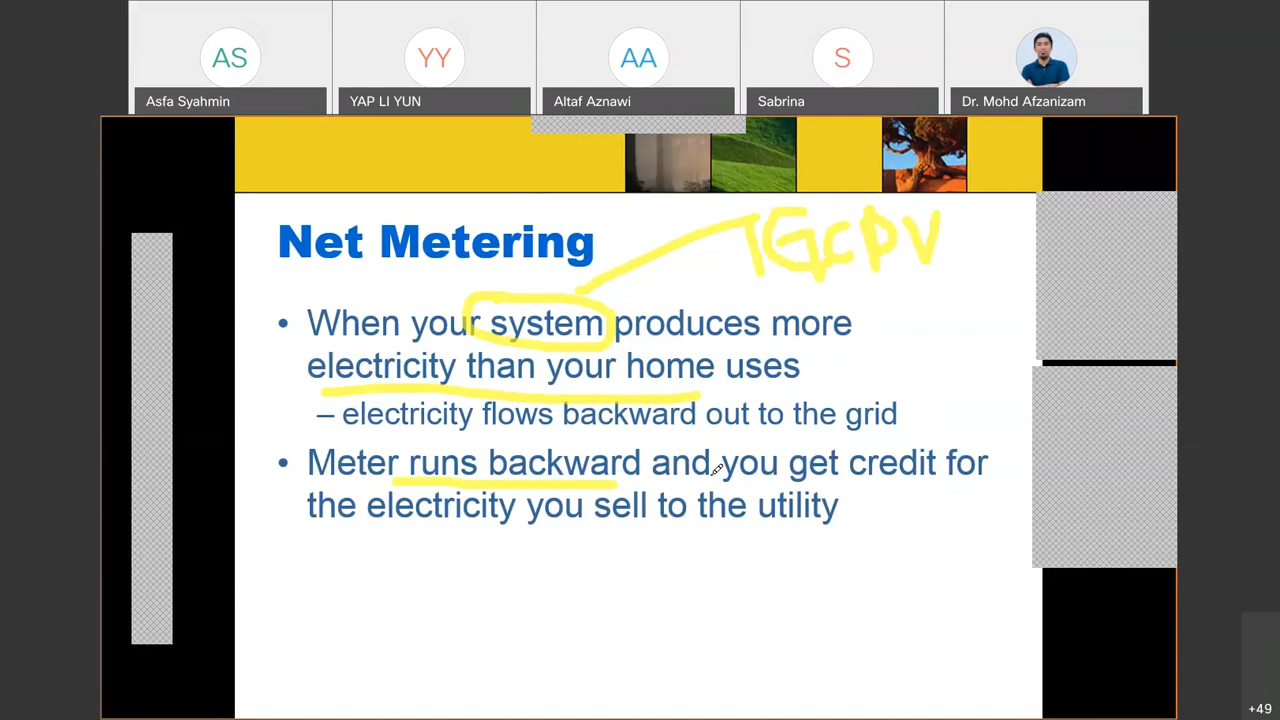 AS
YY
AA
S
Asfa Syahmin
YAP LI YUN
Altaf Aznawi
Sabrina
Dr. Mohd Afzanizam
Net Metering
GCPV
• When your system produces more
electricity than your home uses
– electricity flows backward out to the grid
• Meter runs backward and you get credit for
the electricity you sell to the utility
+49